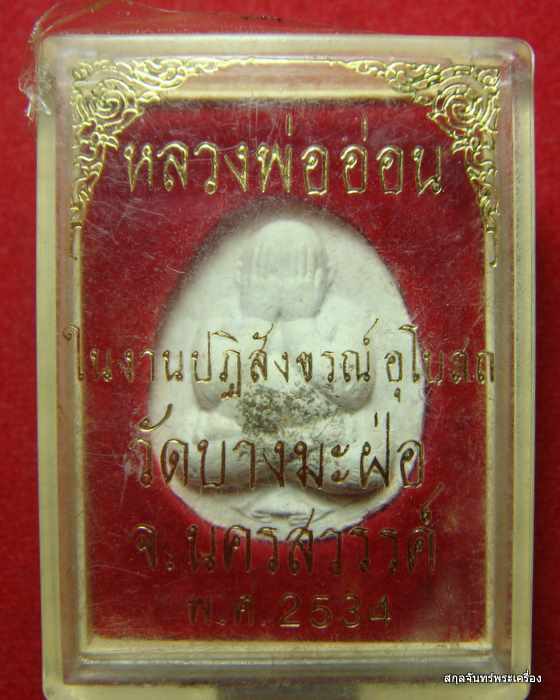 หลวงพ่ออ่อน
ในงานปฏิสังขรณ์ อุโบสถ
วัดบางมะฝ่อ
จ.นครสวรรค์
พ.ศ.2534
สกุลจันทร์พระเครื่อง